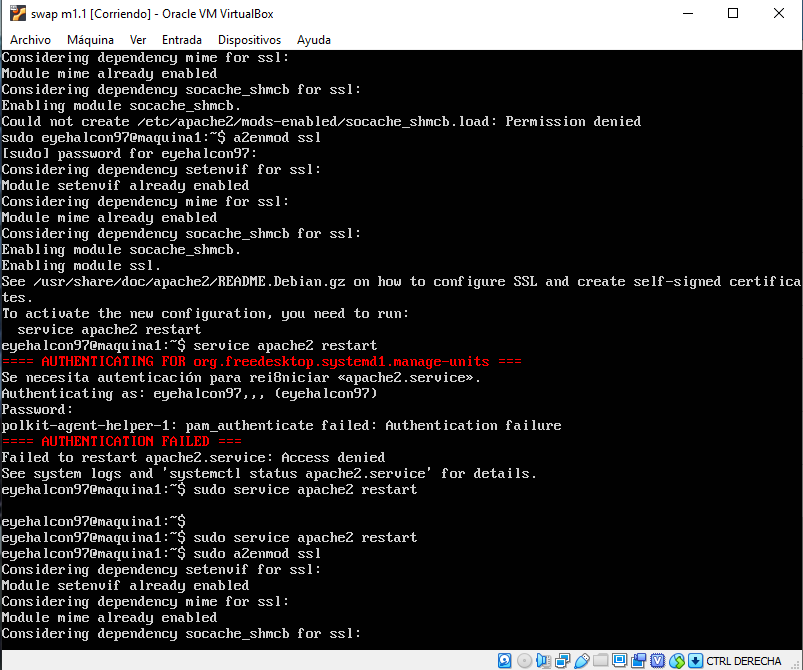 swap m1.1 [Corriendo] - Oracle VM VirtualBox
Archivo Máquina Ver Entrada Dispositivos Ayuda
Considering dependency mime for ssl:
Module mime already enabled
Considering dependency socache_shmcb for ssl:
Enabling module socache_shmcb.
Could not create /etc/apache2/mods-enabled/socache_shmcb.load: Permission denied
sudo eyehalcon97@maquina1:~$ a2enmod ssl
[sudo] password for eyehalcon97:
Considering dependency setenvif for ssl:
Module setenvif already enabled
Considering dependency mime for ssl:
Module mime already enabled
Considering dependency socache_shmcb for ssl:
Enabling module socache_shmcb.
Enabling module ssl.
See /usr/share/doc/apache2/README.Debian.gz on how to configure SSL and create self-signed certifica
tes.
To activate the new configuration, you need to run:
  service apache2 restart
eyehalcon97@maquina1:~$ service apache2 restart
==== AUTHENTICATING FOR org.freedesktop.systemd1.manage-units ===
Se necesita autenticación para rei8niciar «apache2.service».
Authenticating as: eyehalcon97,,, (eyehalcon97)
Password:
polkit-agent-helper-1: pam_authenticate failed: Authentication failure
==== AUTHENTICATION FAILED ===
Failed to restart apache2.service: Access denied
See system logs and 'systemctl status apache2.service' for details.
eyehalcon97@maquina1:~$ sudo service apache2 restart
eyehalcon97@maquina1:~$
eyehalcon97@maquina1:~$ sudo service apache2 restart
eyehalcon97@maquina1:~$ sudo a2enmod ssl
Considering dependency setenvif for ssl:
Module setenvif already enabled
Considering dependency mime for ssl:
Module mime already enabled
Considering dependency socache_shmcb for ssl:
CTRL DERECHA